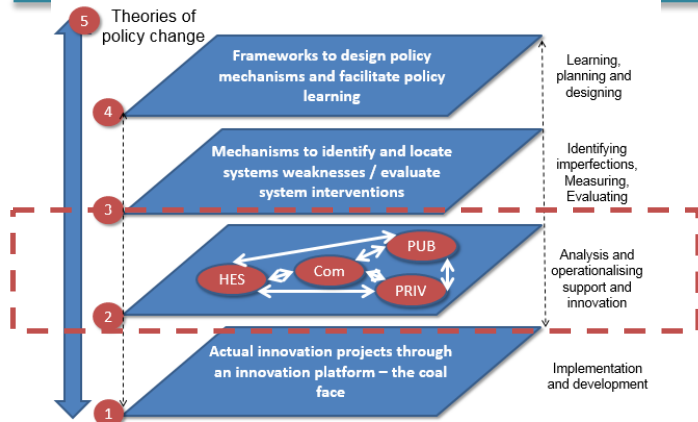 5
Theories of
policy change
Frameworks to design policy
mechanisms and facilitate policy
learning
Learning,
planning and
designing
4
Mechanisms to identify and locate
systems weaknesses / evaluate
system interventions
Identifying
imperfections,
Measuring,
Evaluating
3
PUB
HES
Com
PRIV
Analysis and
operationalising
support and
innovation
2
Actual innovation projects through
an innovation platform – the coal
face
Implementation
and development
1